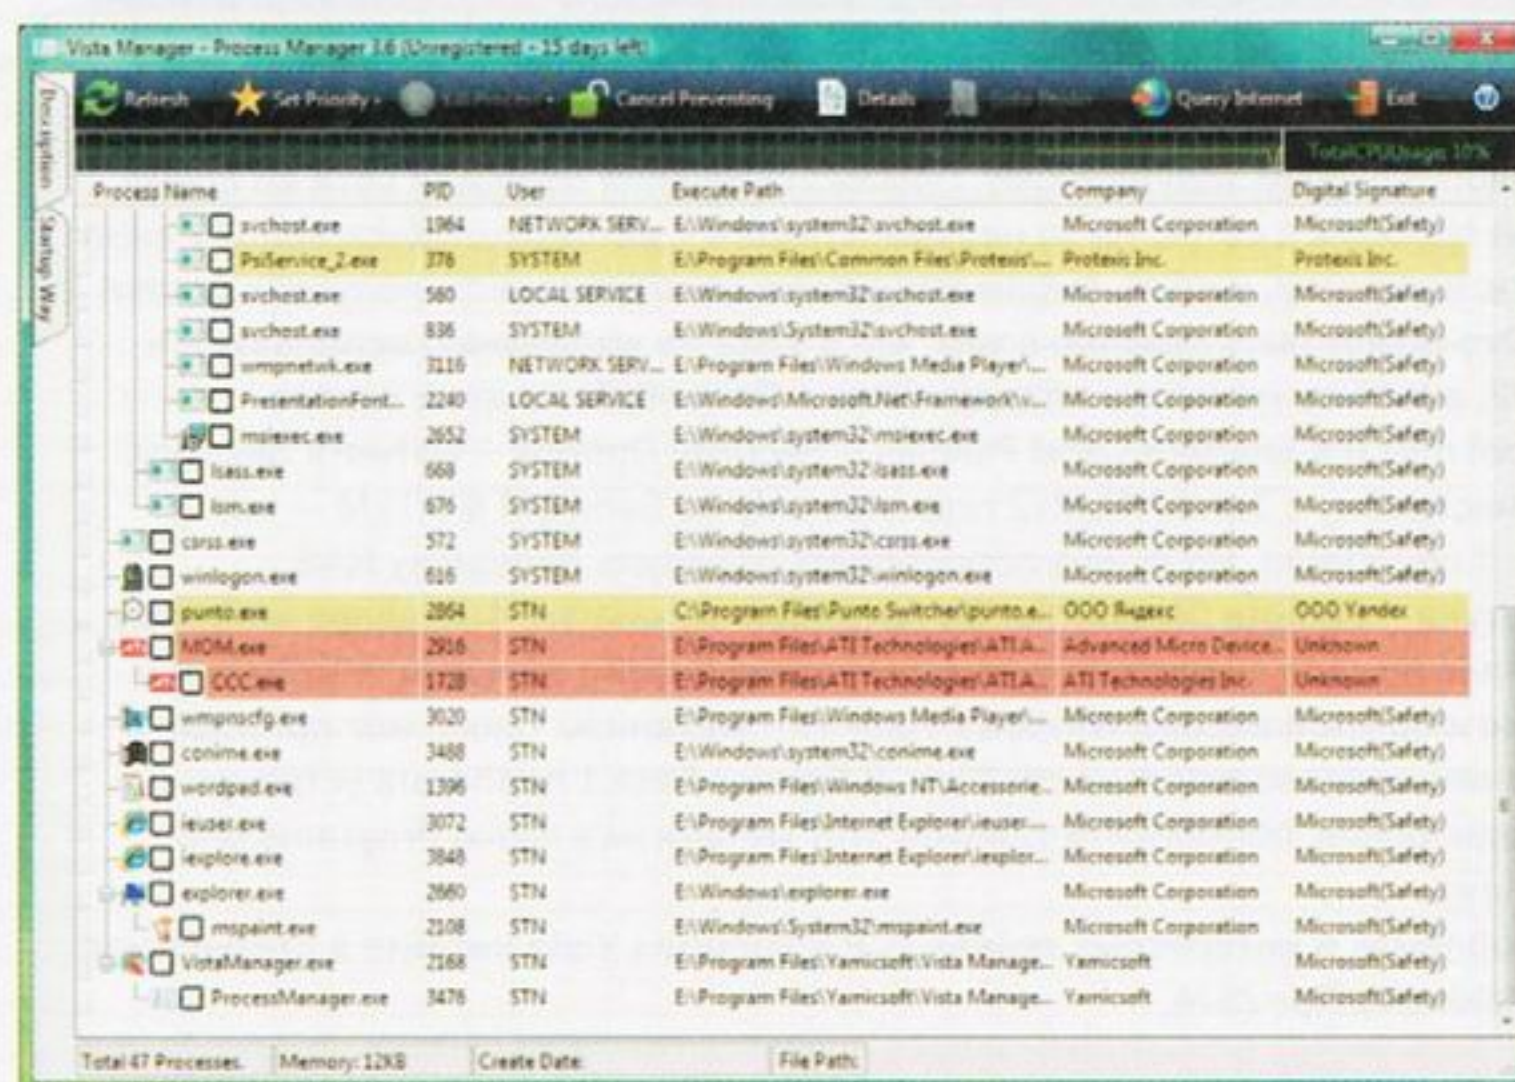 Vista Manager - Process Manager 3.6 (Unregistered - 15 days left)
Refresh Set Priority Cancel Preventing Details Query Internet Exit
Total CPU Usage: 10%
Description
Startup Way
Process Name PID User Execute Path Company Digital Signature
svchost.exe 1964 NETWORK SERV... E:\Windows\system32\svchost.exe Microsoft Corporation Microsoft(Safety)
PsiService_2.exe 376 SYSTEM E:\Program Files\Common Files\Protexis\... Protexis Inc. Protexis Inc.
svchost.exe 560 LOCAL SERVICE E:\Windows\system32\svchost.exe Microsoft Corporation Microsoft(Safety)
svchost.exe 836 SYSTEM E:\Windows\System32\svchost.exe Microsoft Corporation Microsoft(Safety)
wmpnetwk.exe 3116 NETWORK SERV... E:\Program Files\Windows Media Player\... Microsoft Corporation Microsoft(Safety)
PresentationFont... 2240 LOCAL SERVICE E:\Windows\Microsoft.Net\Framework\v... Microsoft Corporation Microsoft(Safety)
msiexec.exe 2652 SYSTEM E:\Windows\system32\msiexec.exe Microsoft Corporation Microsoft(Safety)
lsass.exe 668 SYSTEM E:\Windows\system32\lsass.exe Microsoft Corporation Microsoft(Safety)
lsm.exe 676 SYSTEM E:\Windows\system32\lsm.exe Microsoft Corporation Microsoft(Safety)
csrss.exe 572 SYSTEM E:\Windows\system32\csrss.exe Microsoft Corporation Microsoft(Safety)
winlogon.exe 616 SYSTEM E:\Windows\system32\winlogon.exe Microsoft Corporation Microsoft(Safety)
punto.exe 2864 STN C:\Program Files\Punto Switcher\punto.e... ООО Яндекс OOO Yandex
MOM.exe 2916 STN E:\Program Files\ATI Technologies\ATI.A... Advanced Micro Device... Unknown
CCC.exe 1728 STN E:\Program Files\ATI Technologies\ATI.A... ATI Technologies Inc. Unknown
wmpnscfg.exe 3020 STN E:\Program Files\Windows Media Player\... Microsoft Corporation Microsoft(Safety)
conime.exe 3488 STN E:\Windows\system32\conime.exe Microsoft Corporation Microsoft(Safety)
wordpad.exe 1396 STN E:\Program Files\Windows NT\Accessorie... Microsoft Corporation Microsoft(Safety)
ieuser.exe 3072 STN E:\Program Files\Internet Explorer\ieuser.... Microsoft Corporation Microsoft(Safety)
iexplore.exe 3848 STN E:\Program Files\Internet Explorer\iexplor... Microsoft Corporation Microsoft(Safety)
explorer.exe 2660 STN E:\Windows\explorer.exe Microsoft Corporation Microsoft(Safety)
mspaint.exe 2108 STN E:\Windows\System32\mspaint.exe Microsoft Corporation Microsoft(Safety)
VistaManager.exe 2168 STN E:\Program Files\Yamicsoft\Vista Manage... Yamicsoft Microsoft(Safety)
ProcessManager.exe 3476 STN E:\Program Files\Yamicsoft\Vista Manage... Yamicsoft Microsoft(Safety)
Total 47 Processes. Memory: 12KB Create Date: File Path: